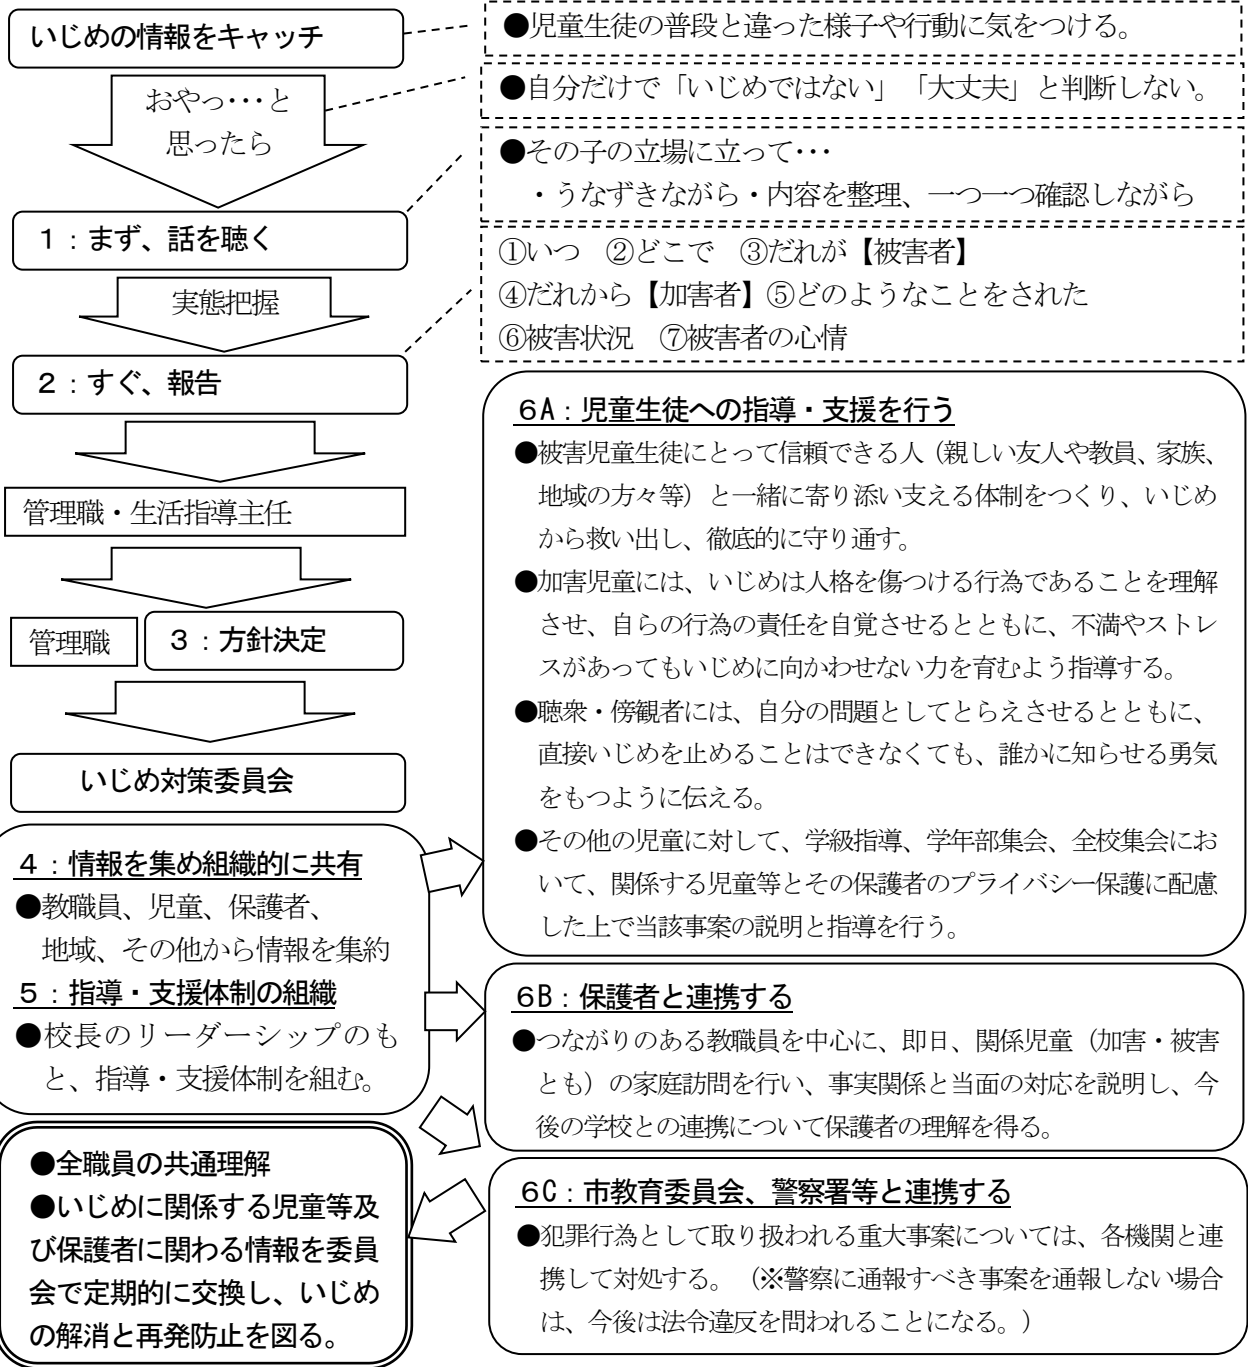 いじめの情報をキャッチ
●児童生徒の普段と違った様子や行動に気をつける。
おやっ・・・と
思ったら
●自分だけで「いじめではない」「大丈夫」と判断しない。
●その子の立場に立って・・・
・うなずきながら・内容を整理、一つ一つ確認しながら
１：まず、話を聴く
実態把握
①いつ　②どこで　③だれが【被害者】
④だれから【加害者】⑤どのようなことをされた
⑥被害状況　⑦被害者の心情
２：すぐ、報告
管理職・生活指導主任
管理職
３：方針決定
いじめ対策委員会
４：情報を集め組織的に共有
●教職員、児童、保護者、
地域、その他から情報を集約
５：指導・支援体制の組織
●校長のリーダーシップのも
と、指導・支援体制を組む。
６A：児童生徒への指導・支援を行う
●被害児童生徒にとって信頼できる人（親しい友人や教員、家族、
地域の方々等）と一緒に寄り添い支える体制をつくり、いじめ
から救い出し、徹底的に守り通す。
●加害児童には、いじめは人格を傷つける行為であることを理解
させ、自らの行為の責任を自覚させるとともに、不満やストレ
スがあってもいじめに向かわせない力を育むよう指導する。
●聴衆・傍観者には、自分の問題としてとらえさせるとともに、
直接いじめを止めることはできなくても、誰かに知らせる勇気
をもつように伝える。
●その他の児童に対して、学級指導、学年部集会、全校集会にお
いて、関係する児童等とその保護者のプライバシー保護に配慮
した上で当該事案の説明と指導を行う。
６B：保護者と連携する
●つながりのある教職員を中心に、即日、関係児童（加害・被害
とも）の家庭訪問を行い、事実関係と当面の対応を説明し、今
後の学校との連携について保護者の理解を得る。
６C：市教育委員会、警察署等と連携する
●犯罪行為として取り扱われる重大事案については、各機関と連
携して対処する。（※警察に通報すべき事案を通報しない場合
は、今後は法令違反を問われることになる。）
●全職員の共通理解
●いじめに関係する児童等及
び保護者に関わる情報を委員
会で定期的に交換し、いじめ
の解消と再発防止を図る。